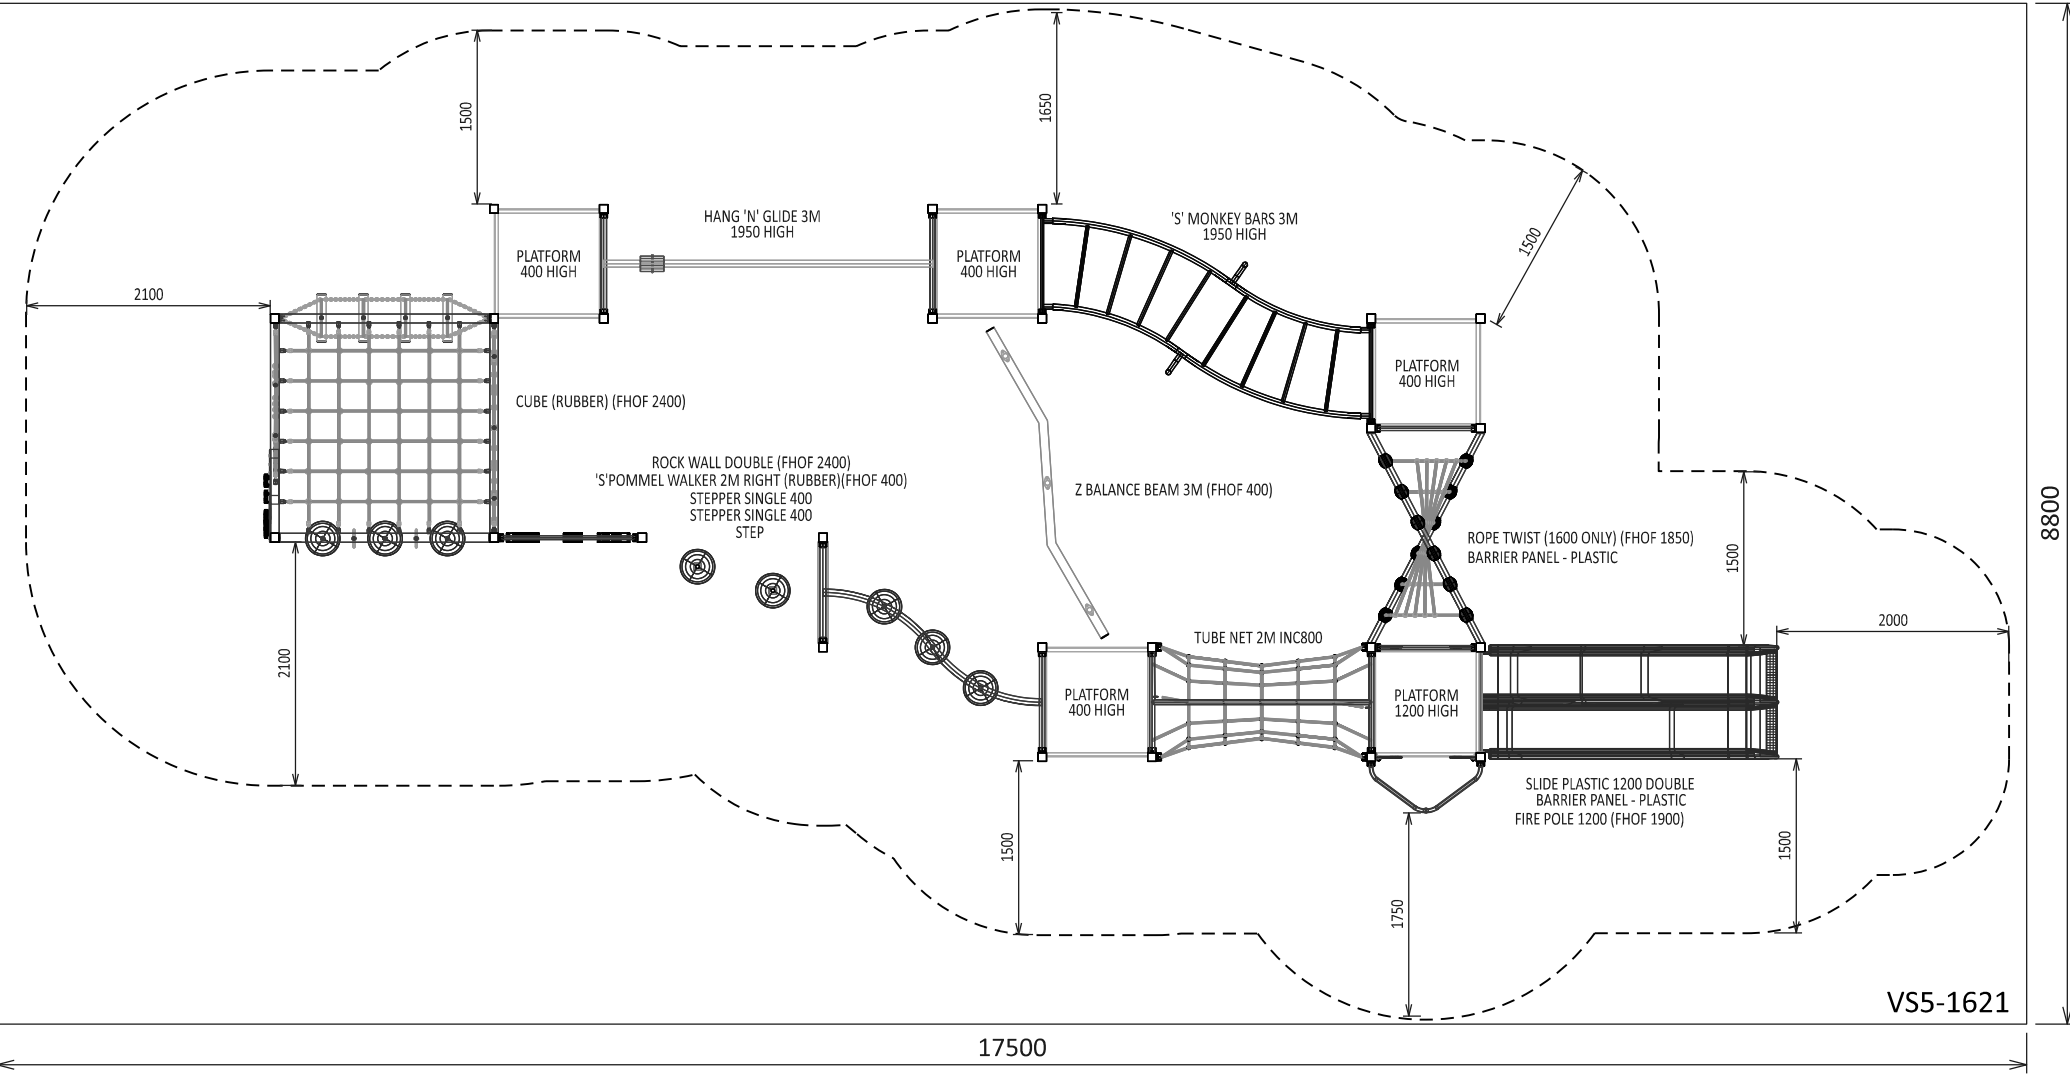 1500
1650
8800
HANG 'N' GLIDE 3M
1950 HIGH
'S' MONKEY BARS 3M
1950 HIGH
1500
PLATFORM
400 HIGH
PLATFORM
400 HIGH
2100
PLATFORM
400 HIGH
CUBE (RUBBER) (FHOF 2400)
ROCK WALL DOUBLE (FHOF 2400)
'S'POMMEL WALKER 2M RIGHT (RUBBER)(FHOF 400)
STEPPER SINGLE 400
STEPPER SINGLE 400
STEP
Z BALANCE BEAM 3M (FHOF 400)
ROPE TWIST (1600 ONLY) (FHOF 1850)
BARRIER PANEL - PLASTIC
1500
2000
TUBE NET 2M INC800
2100
PLATFORM
400 HIGH
PLATFORM
1200 HIGH
SLIDE PLASTIC 1200 DOUBLE
BARRIER PANEL - PLASTIC
FIRE POLE 1200 (FHOF 1900)
1500
1500
1750
VS5-1621
17500